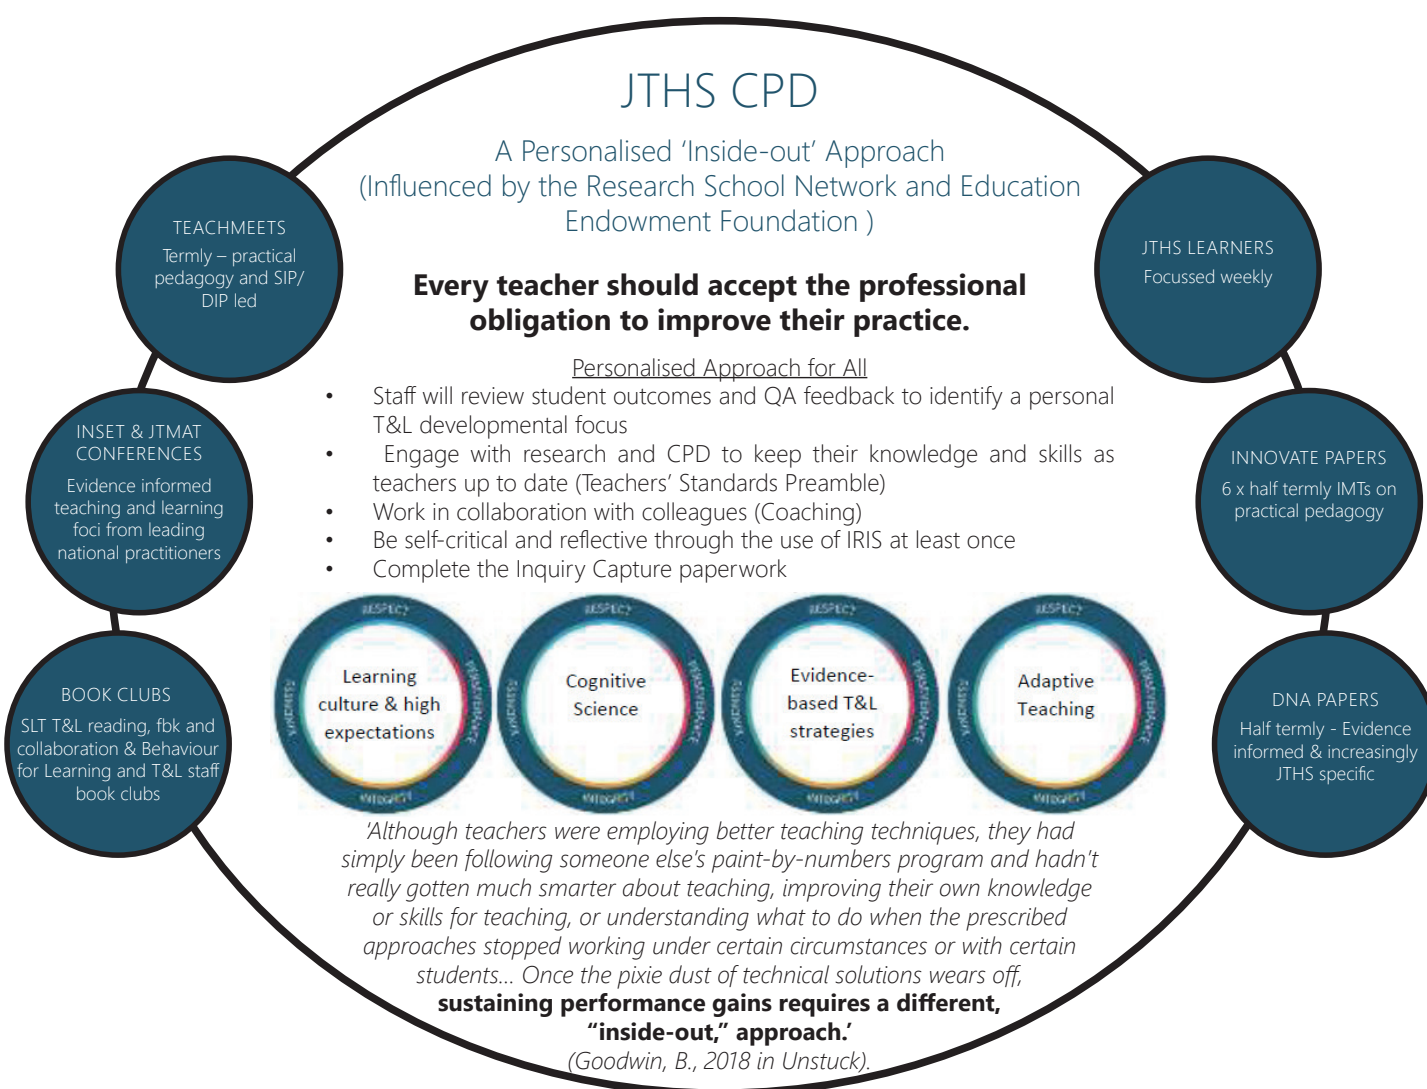 JTHS CPD
A Personalised ‘Inside-out’ Approach
(Influenced by the Research School Network and Education
Endowment Foundation )
Every teacher should accept the professional
obligation to improve their practice.
Personalised Approach for All
• Staff will review student outcomes and QA feedback to identify a personal
T&L developmental focus
• Engage with research and CPD to keep their knowledge and skills as
teachers up to date (Teachers’ Standards Preamble)
• Work in collaboration with colleagues (Coaching)
• Be self-critical and reflective through the use of IRIS at least once
• Complete the Inquiry Capture paperwork
TEACHMEETS
Termly – practical
pedagogy and SIP/
DIP led
INSET & JTMAT
CONFERENCES
Evidence informed
teaching and learning
foci from leading
national practitioners
BOOK CLUBS
SLT T&L reading, fbk and
collaboration & Behaviour
for Learning and T&L staff
book clubs
JTHS LEARNERS
Focussed weekly
INNOVATE PAPERS
6 x half termly IMTs on
practical pedagogy
DNA PAPERS
Half termly - Evidence
informed & increasingly
JTHS specific
RESPECT
PERSEVERANCE
INTEGRITY
Learning
culture & high
expectations
RESPECT
PERSEVERANCE
INTEGRITY
Cognitive
Science
RESPECT
PERSEVERANCE
INTEGRITY
Evidence-
based T&L
strategies
RESPECT
PERSEVERANCE
INTEGRITY
Adaptive
Teaching
‘Although teachers were employing better teaching techniques, they had
simply been following someone else’s paint-by-numbers program and hadn’t
really gotten much smarter about teaching, improving their own knowledge
or skills for teaching, or understanding what to do when the prescribed
approaches stopped working under certain circumstances or with certain
students... Once the pixie dust of technical solutions wears off,
sustaining performance gains requires a different,
“inside-out,” approach.’
(Goodwin, B., 2018 in Unstuck).